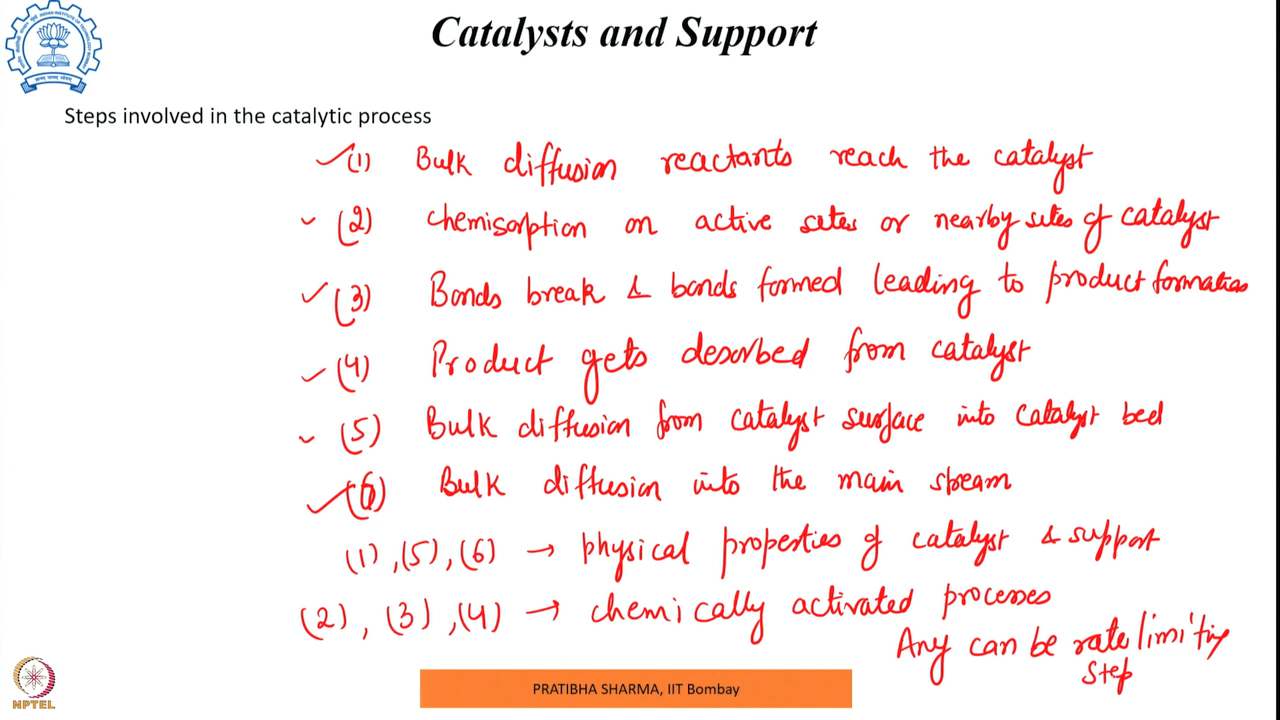 Catalysts and Support
Steps involved in the catalytic process
(1) Bulk diffusion reactants reach the catalyst
(2) chemisorption on active sites or nearby sites of catalyst
(3) Bonds break & bonds formed leading to product formation
(4) Product gets desorbed from catalyst
(5) Bulk diffusion from catalyst surface into catalyst bed
(6) Bulk diffusion into the main stream
(1), (5), (6) → physical properties of catalyst & support
(2), (3), (4) → chemically activated processes
Any can be rate limiting
step
PRATIBHA SHARMA, IIT Bombay
NPTEL